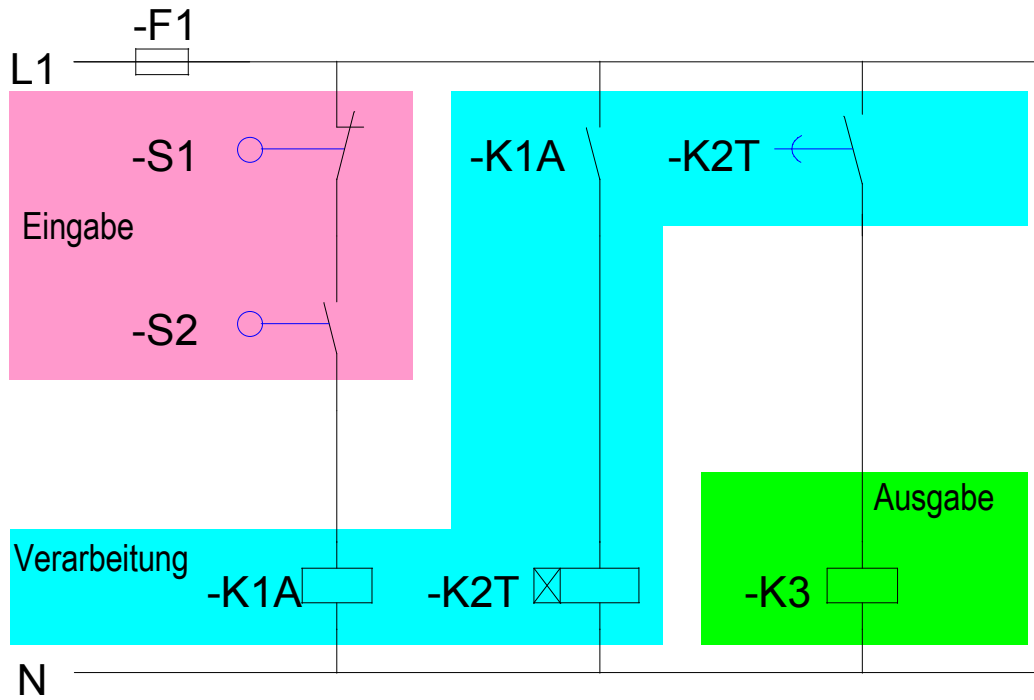 -F1
L1
-S1
-K1A
-K2T
Eingabe
-S2
Ausgabe
Verarbeitung
-K1A
-K2T
-K3
N